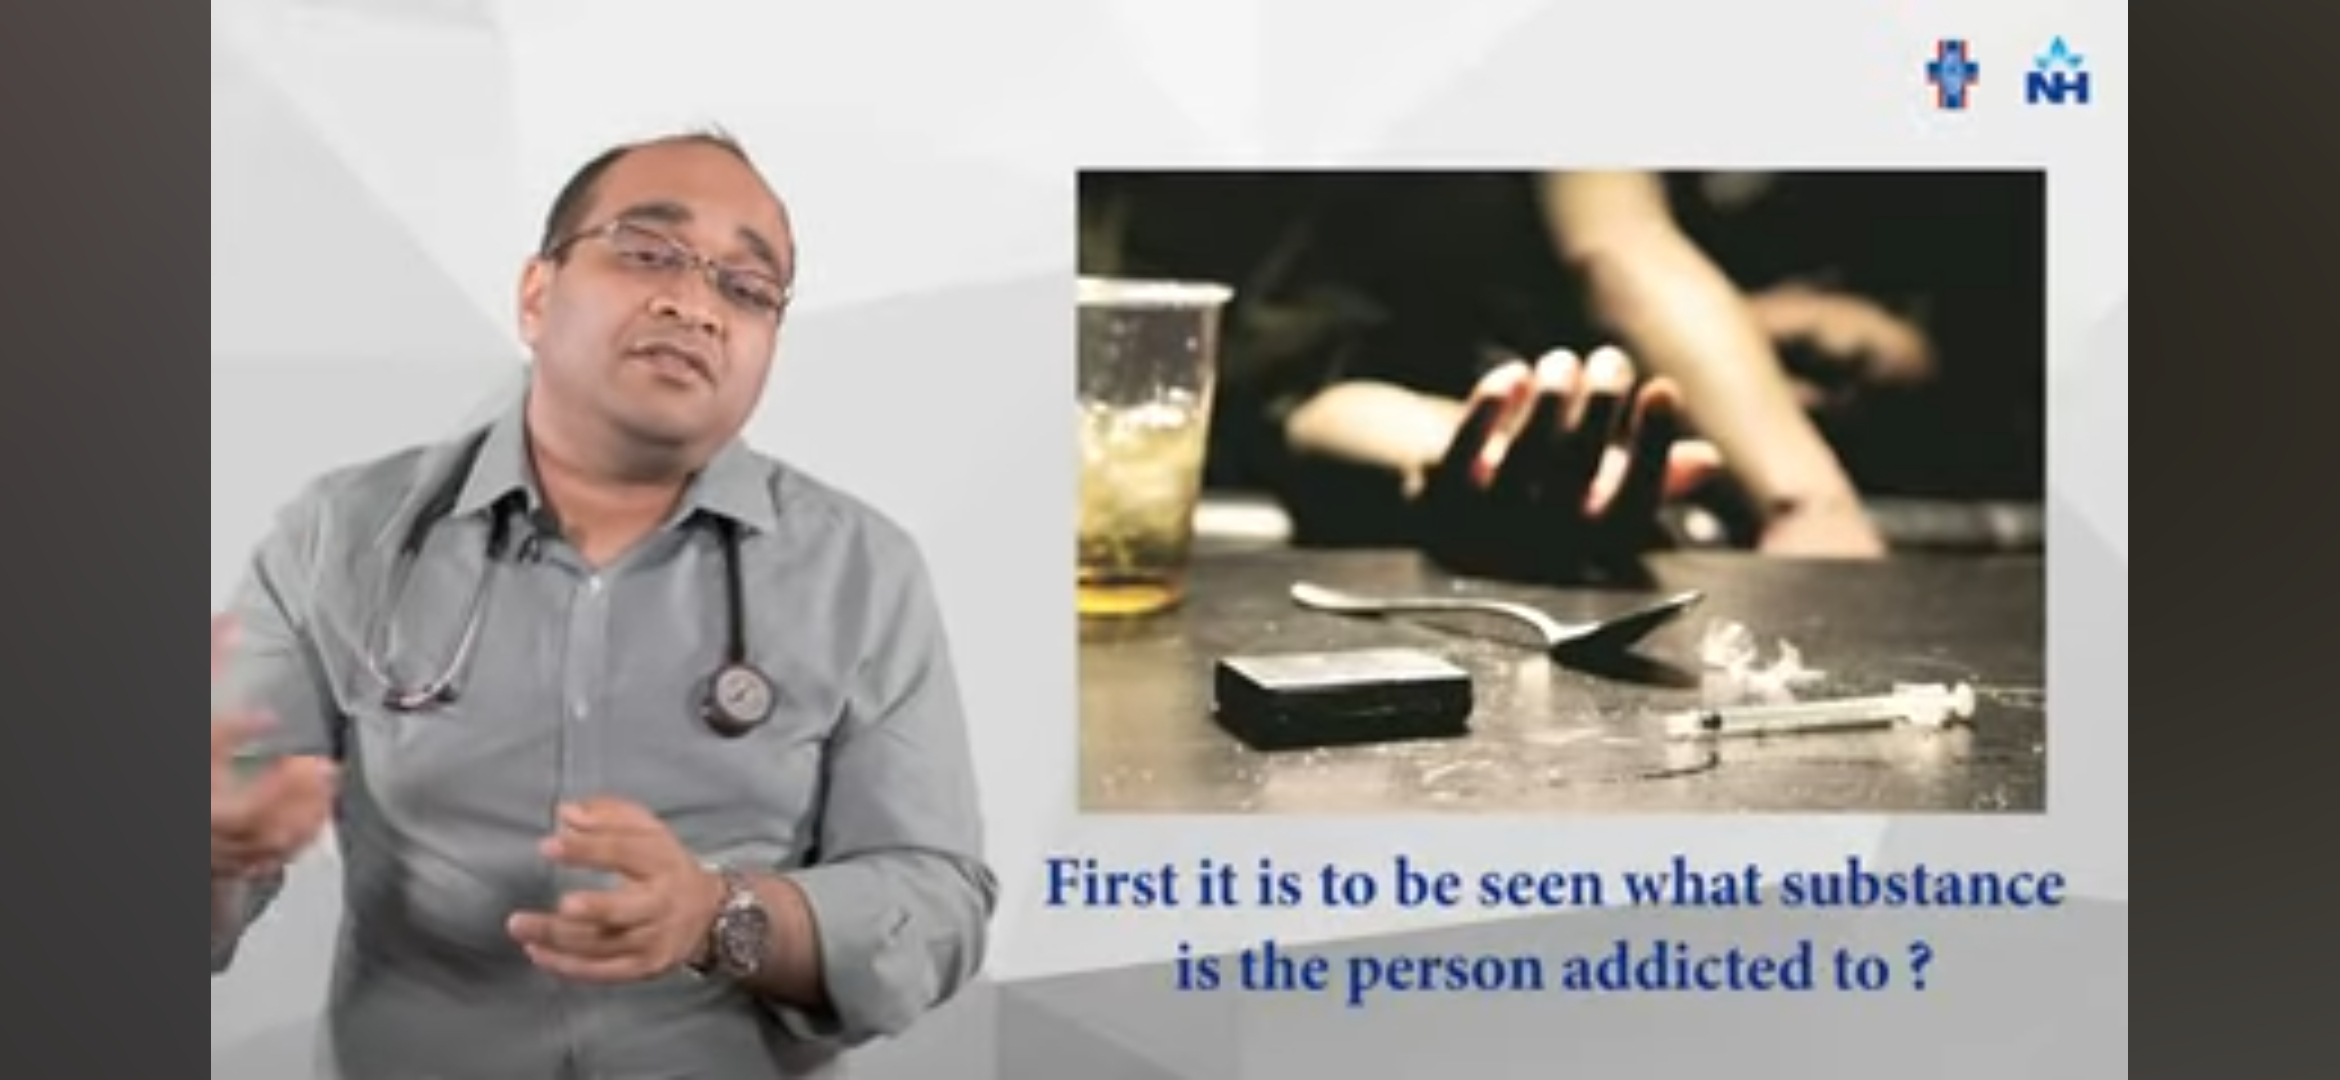 NH
First it is to be seen what substance
is the person addicted to ?